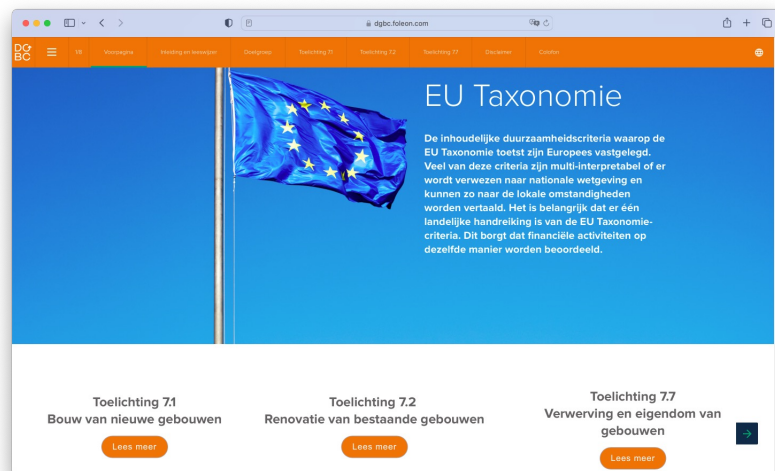 dgbc.foleon.com
DG
BC
Voorpagina
Inleiding en leeswijzer
Doelgroep
Toelichting 7.1
Toelichting 7.2
Toelichting 7.7
Disclaimer
Colofon
EU Taxonomie
De inhoudelijke duurzaamheidscriteria waarop de
EU Taxonomie toetst zijn Europees vastgelegd.
Veel van deze criteria zijn multi-interpretabel of er
wordt verwezen naar nationale wetgeving en
kunnen zo naar de lokale omstandigheden
worden vertaald. Het is belangrijk dat er één
landelijke handreiking is van de EU Taxonomie-
criteria. Dit borgt dat financiële activiteiten op
dezelfde manier worden beoordeeld.
Toelichting 7.1
Bouw van nieuwe gebouwen
Lees meer
Toelichting 7.2
Renovatie van bestaande gebouwen
Lees meer
Toelichting 7.7
Verwerving en eigendom van
gebouwen
Lees meer